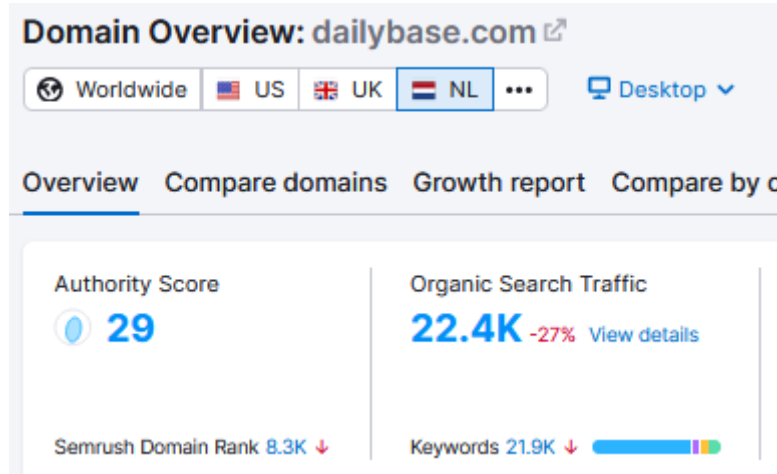 Domain Overview: dailybase.com
Worldwide US UK NL •••
Desktop
Overview Compare domains Growth report Compare by
Authority Score
29
Organic Search Traffic
22.4K -27% View details
Semrush Domain Rank 8.3K ↓
Keywords 21.9K ↓